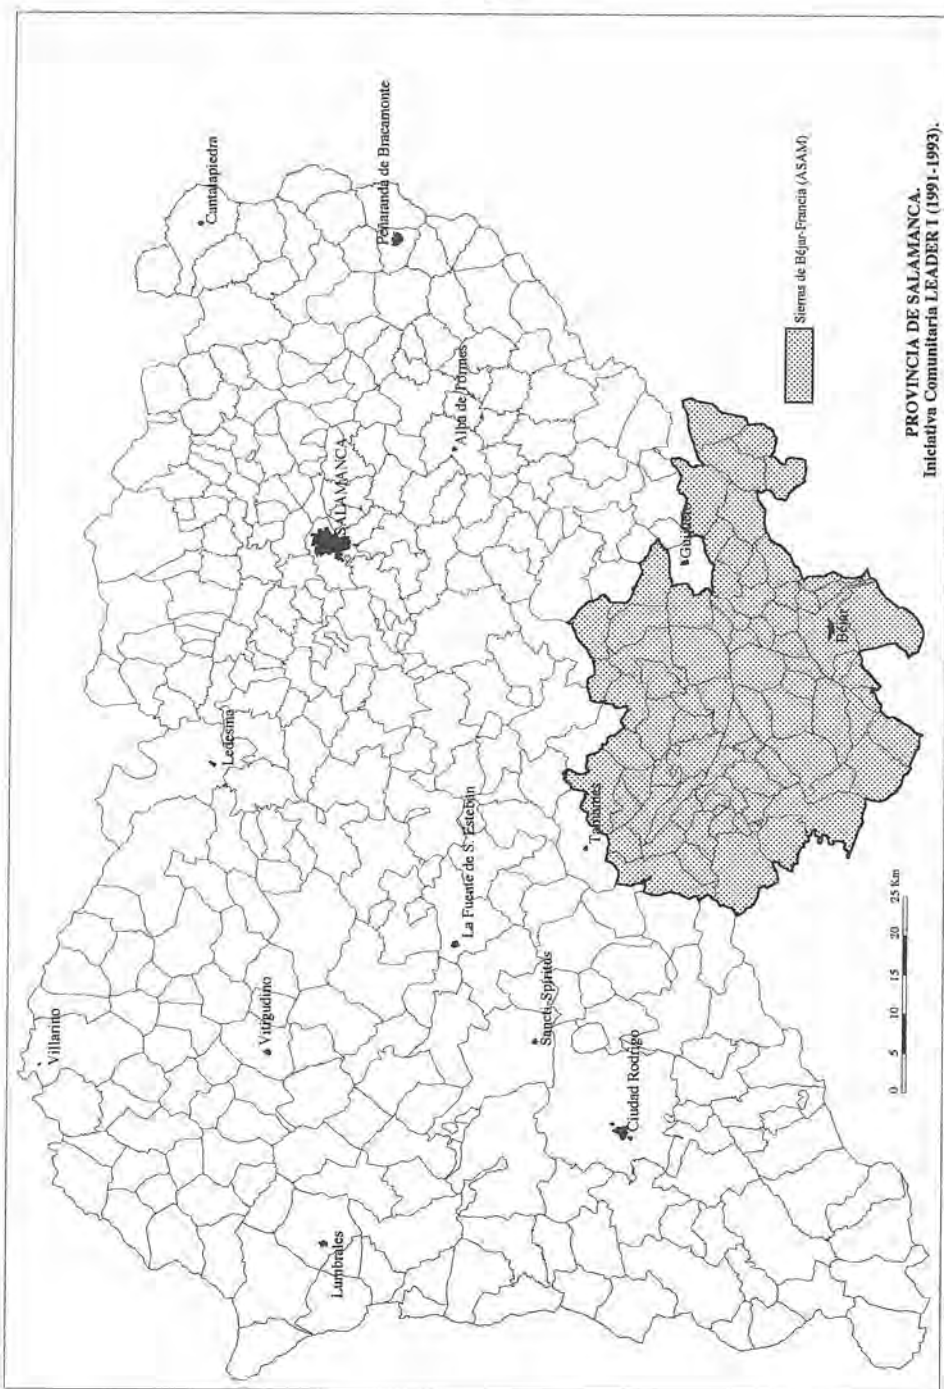 Villarino
Cantalapiedra
Ledesma
Vitigudino
Lumbrales
SALAMANCA
Peñaranda de Bracamonte
Alba de Tormes
La Fuente de S. Esteban
Sancti-Spíritus
Tamames
Ciudad Rodrigo
Guijuelo
Sierras de Béjar-Francia (ASAM)
Béjar
0 5 10 15 20 25 Km
PROVINCIA DE SALAMANCA.
Iniciativa Comunitaria LEADER I (1991-1993).